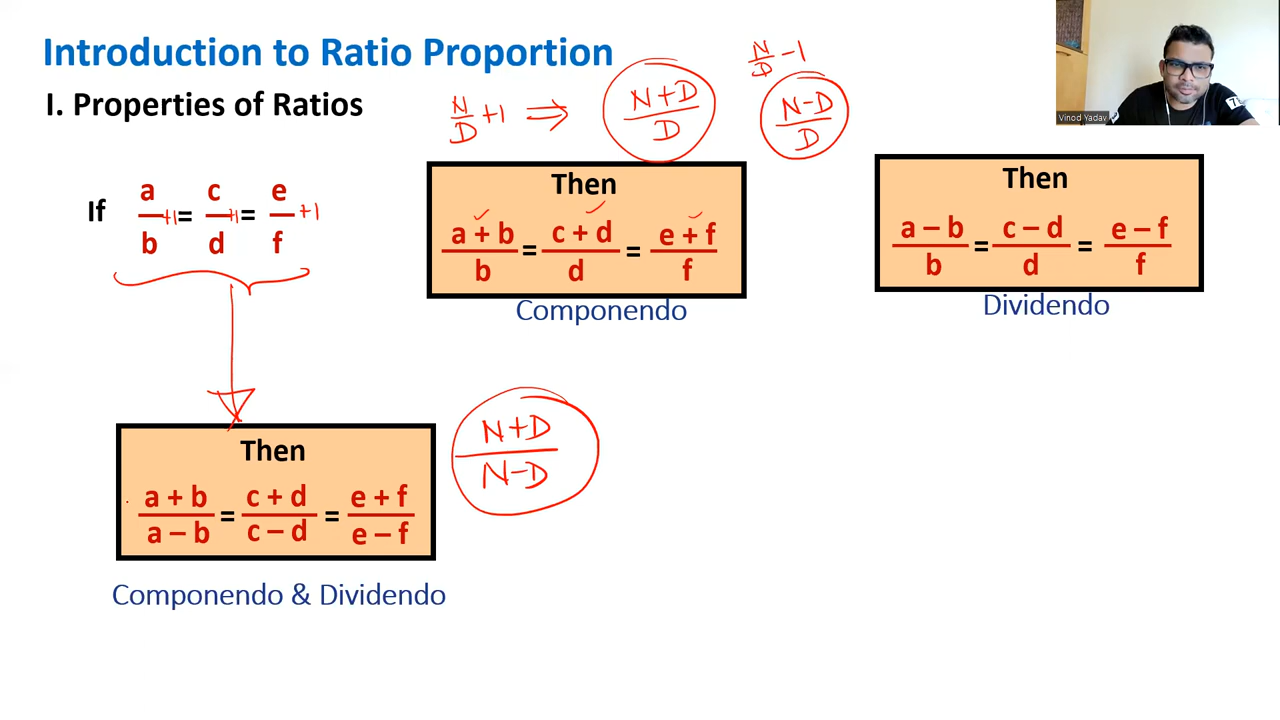 Introduction to Ratio Proportion
I. Properties of Ratios
N/D +1 ⇒ (N+D)/D
N/D −1
(N−D)/D
Vinod Yadav
If a/b +1 = c/d +1 = e/f +1
Then
(a + b)/b = (c + d)/d = (e + f)/f
Componendo
Then
(a – b)/b = (c – d)/d = (e – f)/f
Dividendo
Then
(a + b)/(a – b) = (c + d)/(c – d) = (e + f)/(e – f)
(N+D)/(N−D)
Componendo & Dividendo